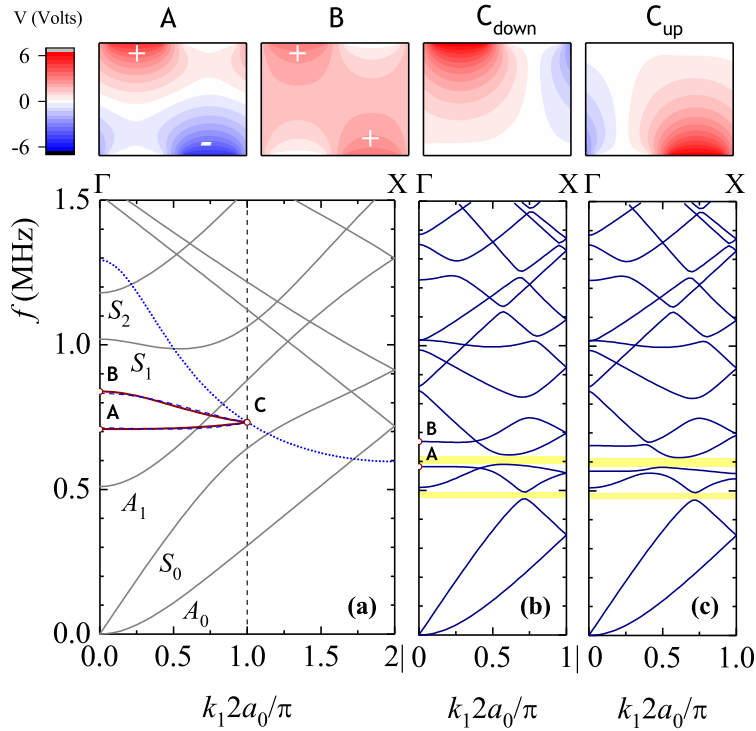 V (Volts)
A
B
C_down
C_up
6
0
-6
+
-
+
+
Γ
X
Γ
X
Γ
X
f (MHz)
1.5
1.0
0.5
0.0
S_2
S_1
B
A
C
A_1
S_0
A_0
(a)
B
A
(b)
(c)
0.0
0.5
1.0
1.5
2|
0
0.5
1|
0
0.5
1.0
k_1 2a_0/π
k_1 2a_0/π
k_1 2a_0/π